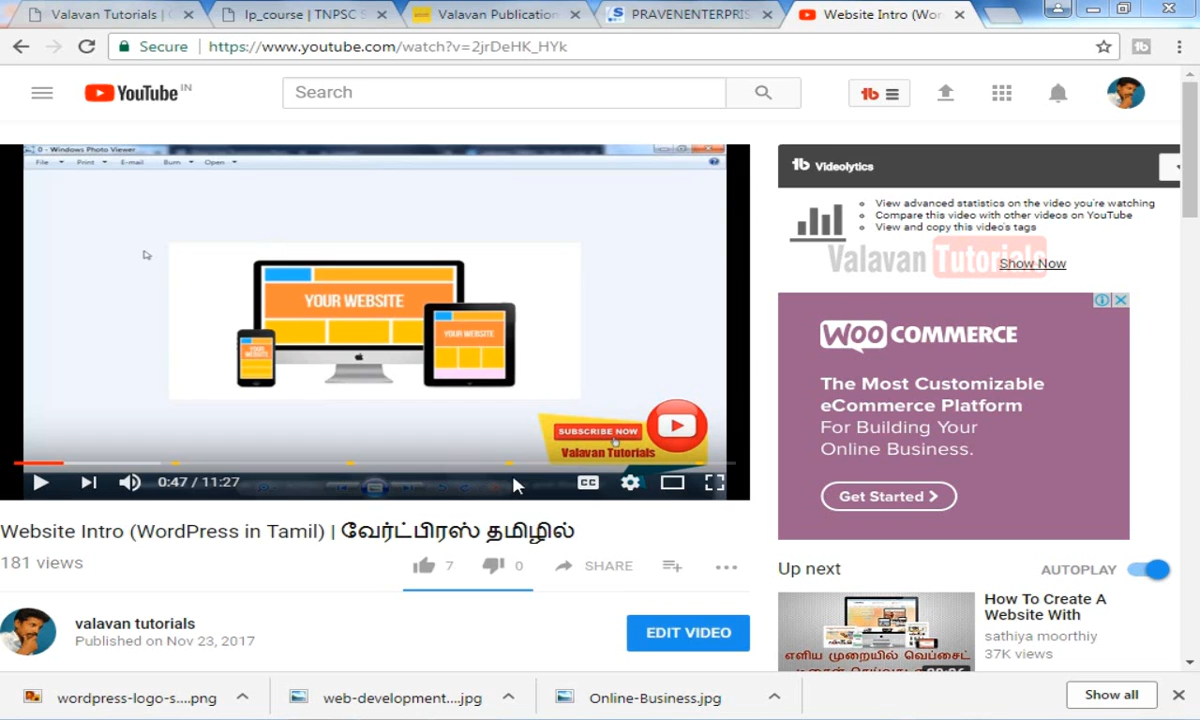 Valavan Tutorials |
lp_course | TNPSC S
Valavan Publication
PRAVENENTERPRIS
Website Intro (Wor
Secure
https://www.youtube.com/watch?v=2jrDeHK_HYk
YouTube IN
Search
0 - Windows Photo Viewer
File Print E-mail Burn Open
YOUR WEBSITE
YOUR WEBSITE
YOUR WEBSITE
SUBSCRIBE NOW
Valavan Tutorials
0:47 / 11:27
CC
Website Intro (WordPress in Tamil) | வேர்ட்பிரஸ் தமிழில்
181 views
7
0
SHARE
valavan tutorials
Published on Nov 23, 2017
EDIT VIDEO
Videolytics
View advanced statistics on the video you're watching
Compare this video with other videos on YouTube
View and copy this video's tags
Valavan Tutorials
Show Now
WOO COMMERCE
The Most Customizable
eCommerce Platform
For Building Your
Online Business.
Get Started
Up next
AUTOPLAY
How To Create A
Website With
sathiya moorthiy
37K views
எளிய முறையில் வெப்சைட்
wordpress-logo-s....png
web-development....jpg
Online-Business.jpg
Show all